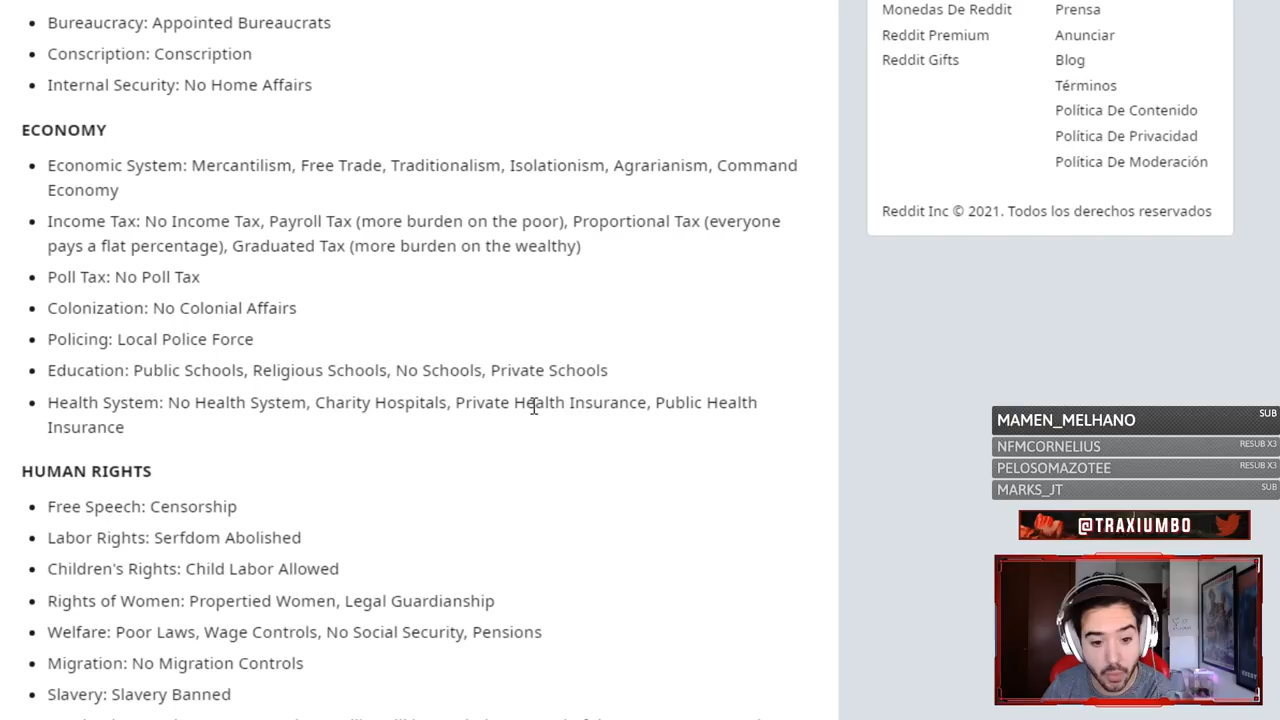 Bureaucracy: Appointed Bureaucrats
Conscription: Conscription
Internal Security: No Home Affairs
ECONOMY
Economic System: Mercantilism, Free Trade, Traditionalism, Isolationism, Agrarianism, Command
Economy
Income Tax: No Income Tax, Payroll Tax (more burden on the poor), Proportional Tax (everyone
pays a flat percentage), Graduated Tax (more burden on the wealthy)
Poll Tax: No Poll Tax
Colonization: No Colonial Affairs
Policing: Local Police Force
Education: Public Schools, Religious Schools, No Schools, Private Schools
Health System: No Health System, Charity Hospitals, Private Health Insurance, Public Health
Insurance
HUMAN RIGHTS
Free Speech: Censorship
Labor Rights: Serfdom Abolished
Children's Rights: Child Labor Allowed
Rights of Women: Propertied Women, Legal Guardianship
Welfare: Poor Laws, Wage Controls, No Social Security, Pensions
Migration: No Migration Controls
Slavery: Slavery Banned
Monedas De Reddit
Reddit Premium
Reddit Gifts
Prensa
Anunciar
Blog
Términos
Política De Contenido
Política De Privacidad
Política De Moderación
Reddit Inc © 2021. Todos los derechos reservados
MAMEN_MELHANO SUB
NFMCORNELIUS RESUB X3
PELOSOMAZOTEE RESUB X3
MARKS_JT SUB
@TRAXIUMBO